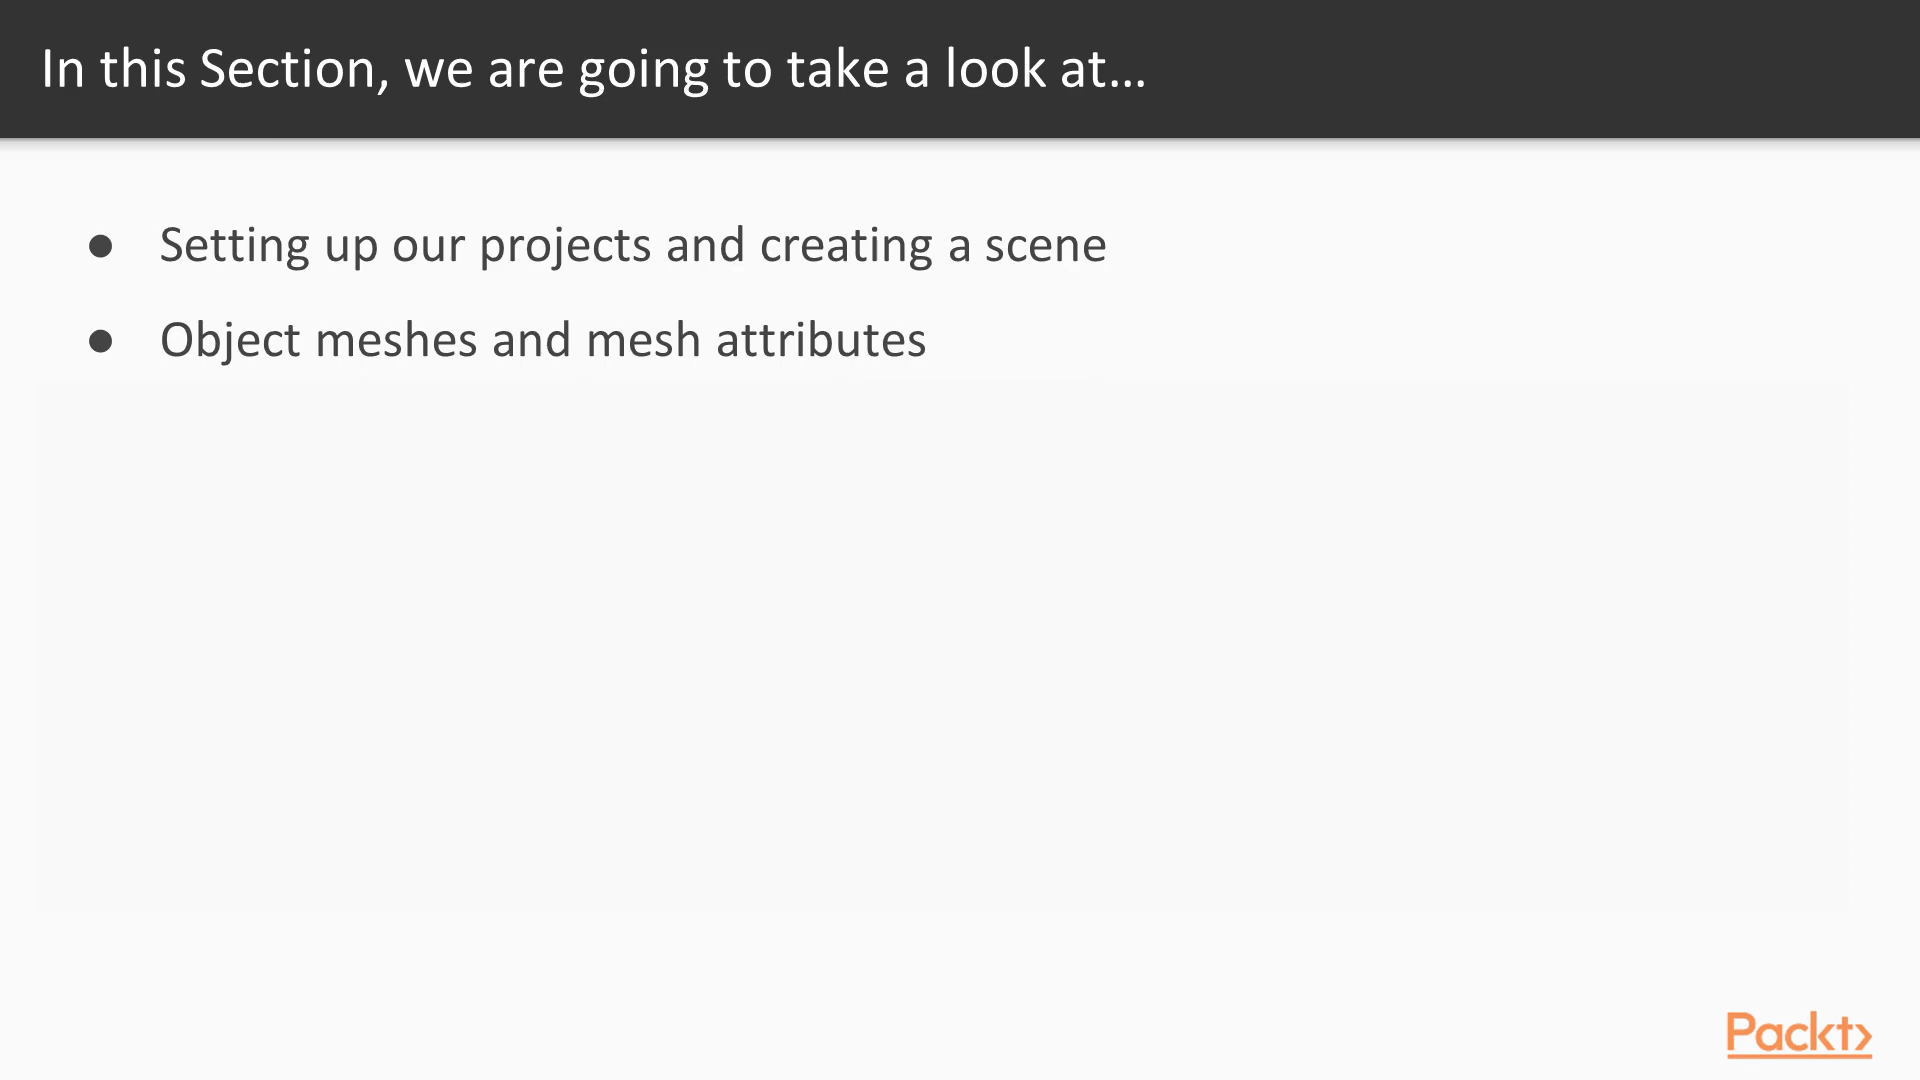 In this Section, we are going to take a look at...
● Setting up our projects and creating a scene
● Object meshes and mesh attributes
Packt>